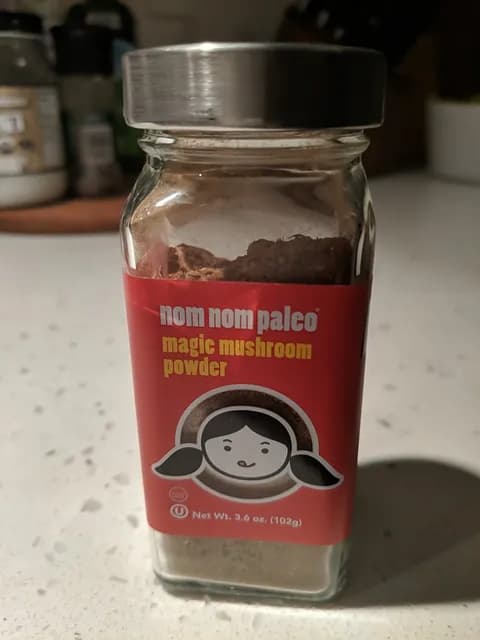 nom nom paleo
magic mushroom
powder
U
Net Wt. 3.6 oz. (102g)